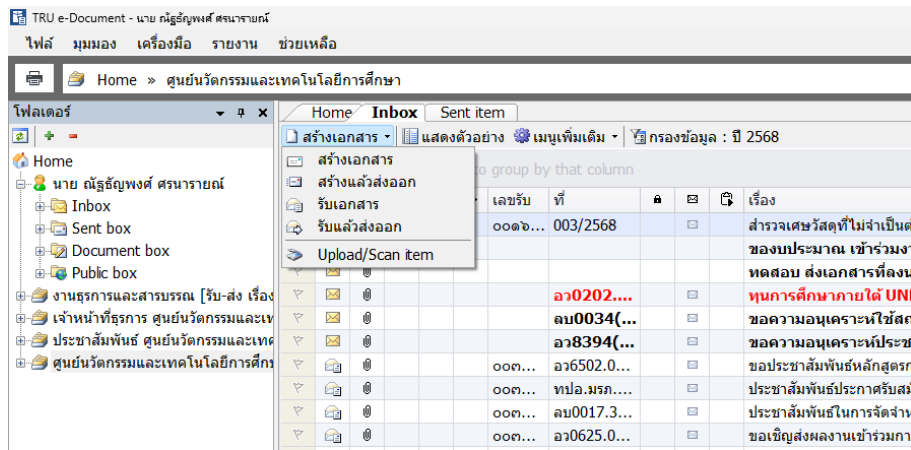 TRU e-Document - นาย ณัฐธัญพงศ์ ศรนารายณ์
ไฟล์ มุมมอง เครื่องมือ รายงาน ช่วยเหลือ
Home » ศูนย์นวัตกรรมและเทคโนโลยีการศึกษา
โฟลเดอร์
Home Inbox Sent item
สร้างเอกสาร แสดงตัวอย่าง เมนูเพิ่มเติม กรองข้อมูล : ปี 2568
Home
นาย ณัฐธัญพงศ์ ศรนารายณ์
Inbox
Sent box
Document box
Public box
งานธุรการและสารบรรณ [รับ-ส่ง เรื่อง
เจ้าหน้าที่ธุรการ ศูนย์นวัตกรรมและเท
ประชาสัมพันธ์ ศูนย์นวัตกรรมและเทค
ศูนย์นวัตกรรมและเทคโนโลยีการศึกษ
สร้างเอกสาร
สร้างแล้วส่งออก
รับเอกสาร
รับแล้วส่งออก
Upload/Scan item
to group by that column
เลขรับ ที่ เรื่อง
๐๐๑๖... 003/2568 สำรวจเศษวัสดุที่ไม่จำเป็นต
ของบประมาณ เข้าร่วมง
ทดสอบ ส่งเอกสารที่ลงน
อว0202.... ทุนการศึกษาภายใต้ UNI
ลบ0034(... ขอความอนุเคราะห์ใช้สถ
อว8394(... ขอความอนุเคราะห์ประช
๐๐๓... อว6502.0... ขอประชาสัมพันธ์หลักสูตรก
๐๐๓... ทปอ.มรภ.... ประชาสัมพันธ์ประกาศรับสม
๐๐๓... ลบ0017.3... ประชาสัมพันธ์ในการจัดจำห
๐๐๓... อว0625.0... ขอเชิญส่งผลงานเข้าร่วมกา